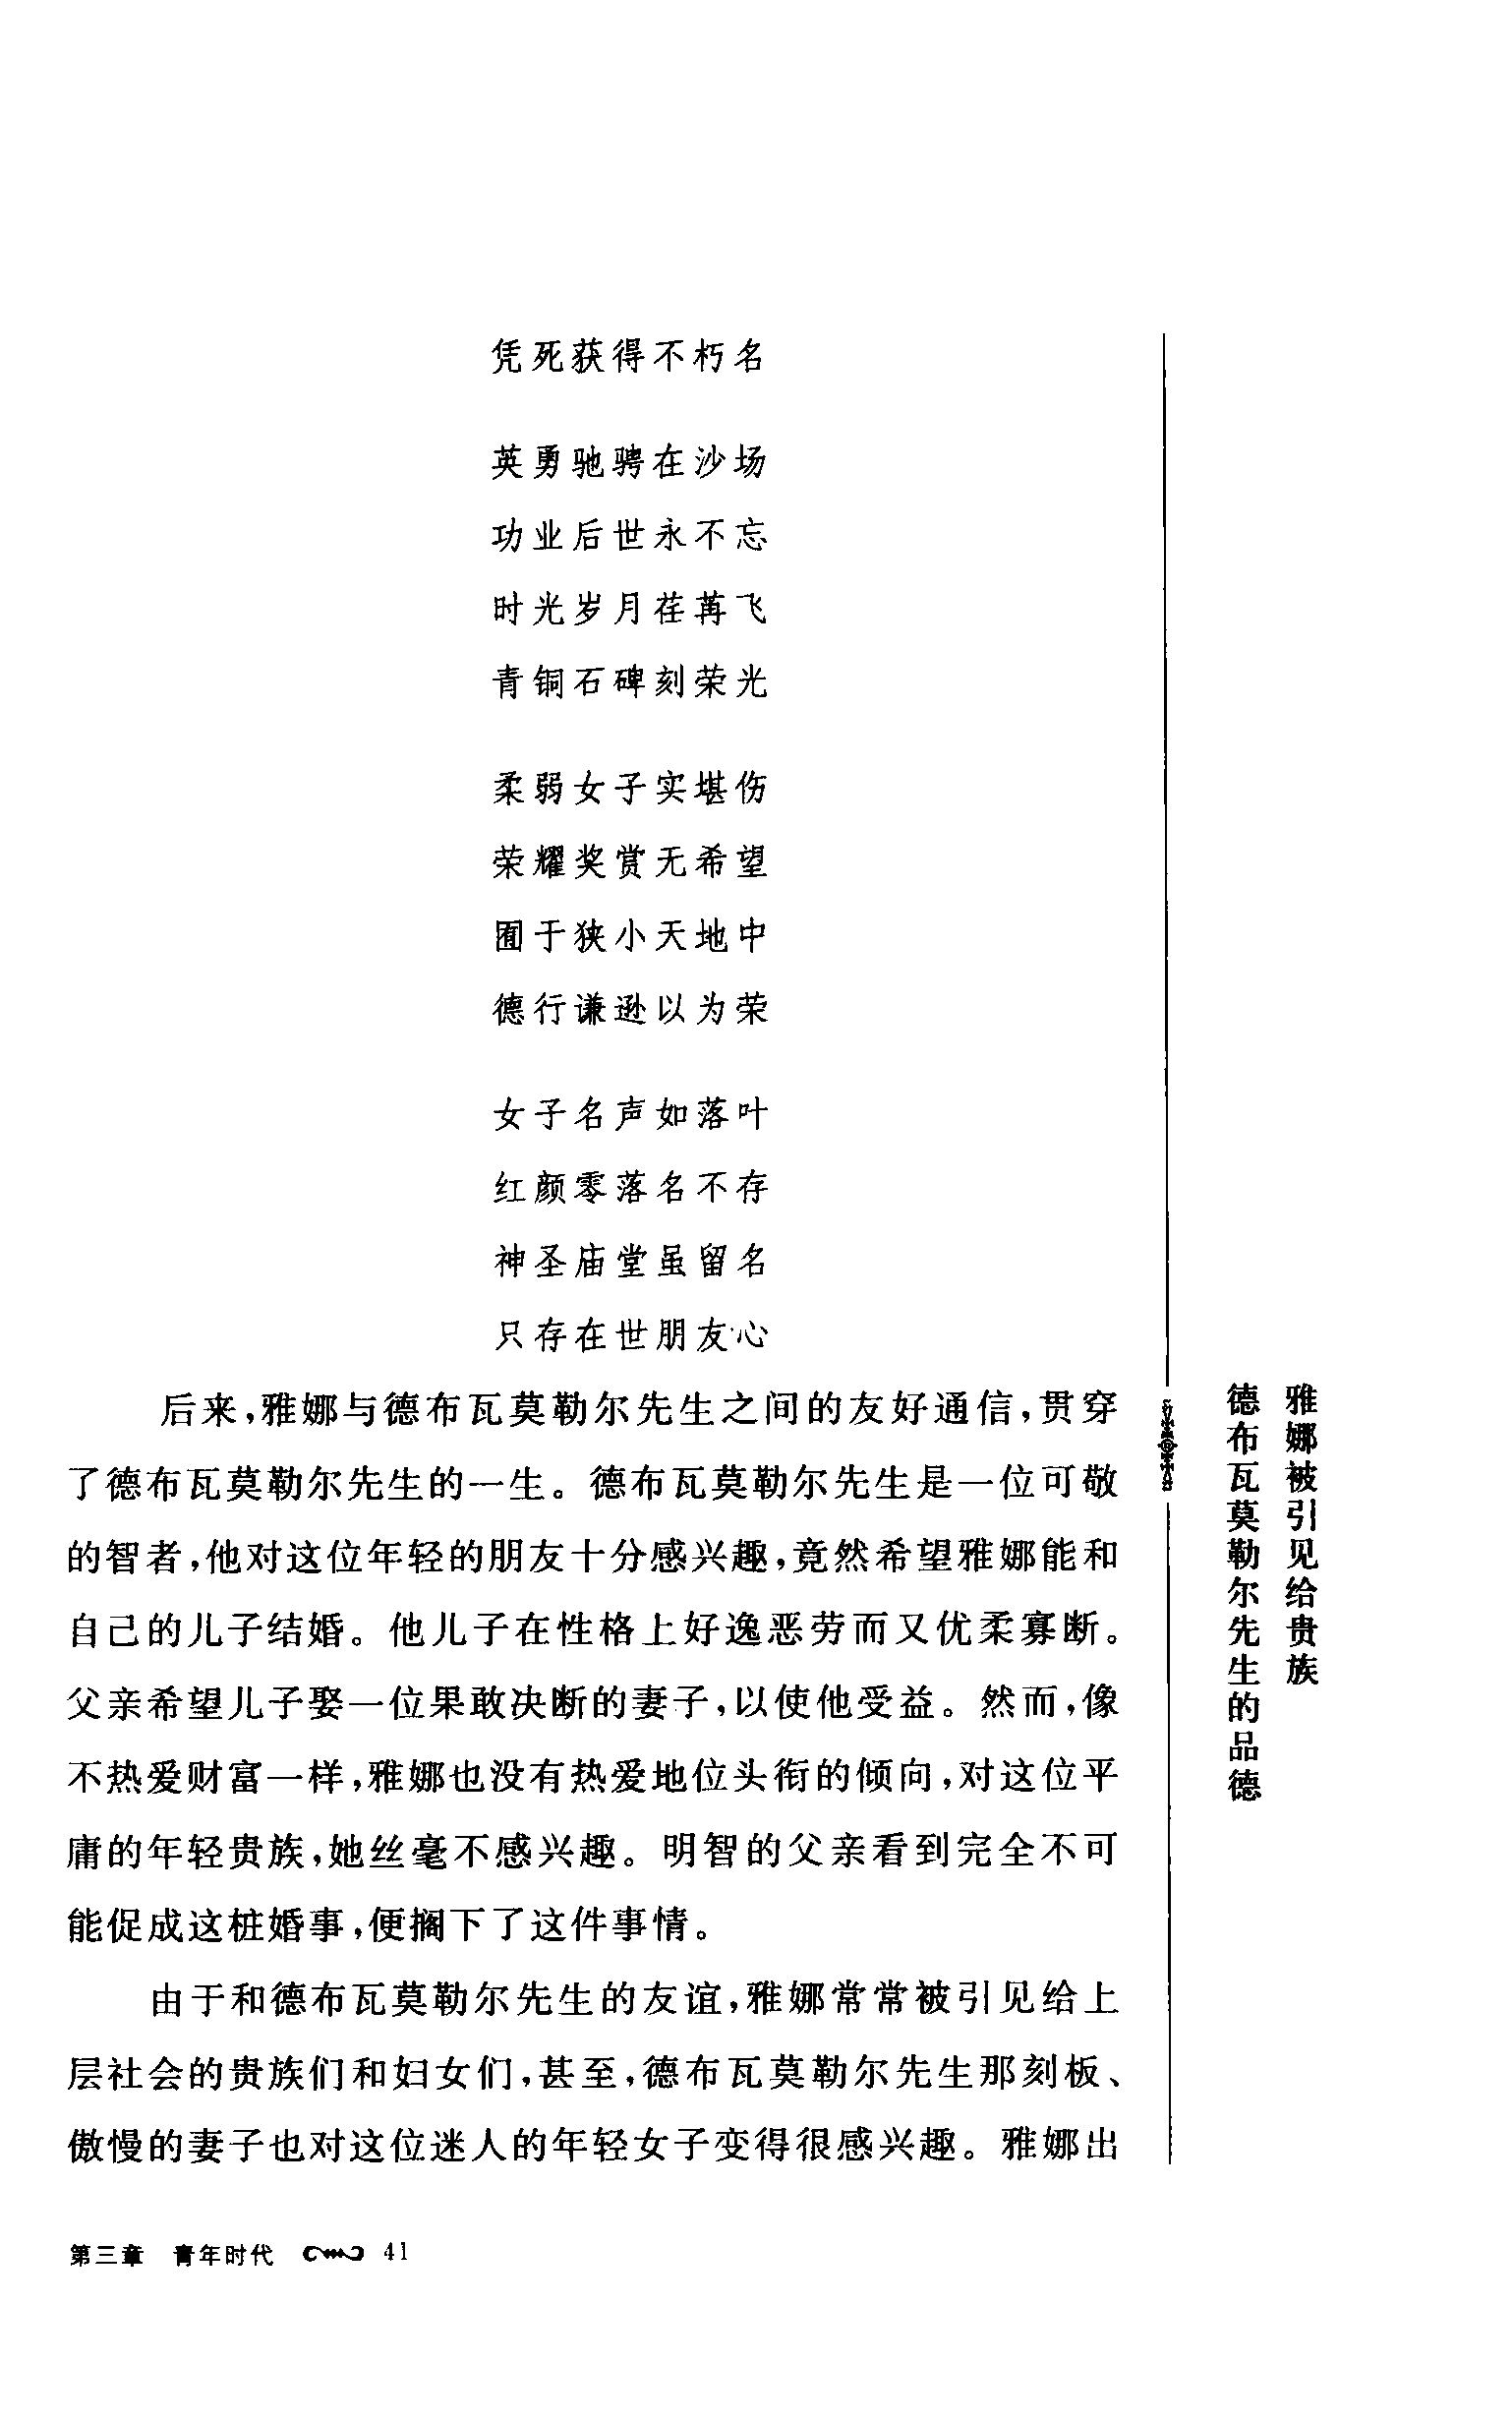 凭死获得不朽名
英勇驰骋在沙场
功业后世永不忘
时光岁月荏苒飞
青铜石碑刻荣光
柔弱女子实堪伤
荣耀奖赏无希望
囿于狭小天地中
德行谦逊以为荣
女子名声如落叶
红颜零落名不存
神圣庙堂虽留名
只存在世朋友心
后来,雅娜与德布瓦莫勒尔先生之间的友好通信,贯穿
了德布瓦莫勒尔先生的一生。德布瓦莫勒尔先生是一位可敬
的智者,他对这位年轻的朋友十分感兴趣,竟然希望雅娜能和
自己的儿子结婚。他儿子在性格上好逸恶劳而又优柔寡断。
父亲希望儿子娶一位果敢决断的妻子,以使他受益。然而,像
不热爱财富一样,雅娜也没有热爱地位头衔的倾向,对这位平
庸的年轻贵族,她丝毫不感兴趣。明智的父亲看到完全不可
能促成这桩婚事,便搁下了这件事情。
由于和德布瓦莫勒尔先生的友谊,雅娜常常被引见给上
层社会的贵族们和妇女们,甚至,德布瓦莫勒尔先生那刻板、
傲慢的妻子也对这位迷人的年轻女子变得很感兴趣。雅娜出
雅娜被引见给贵族
德布瓦莫勒尔先生的品德
第三章 青年时代 41